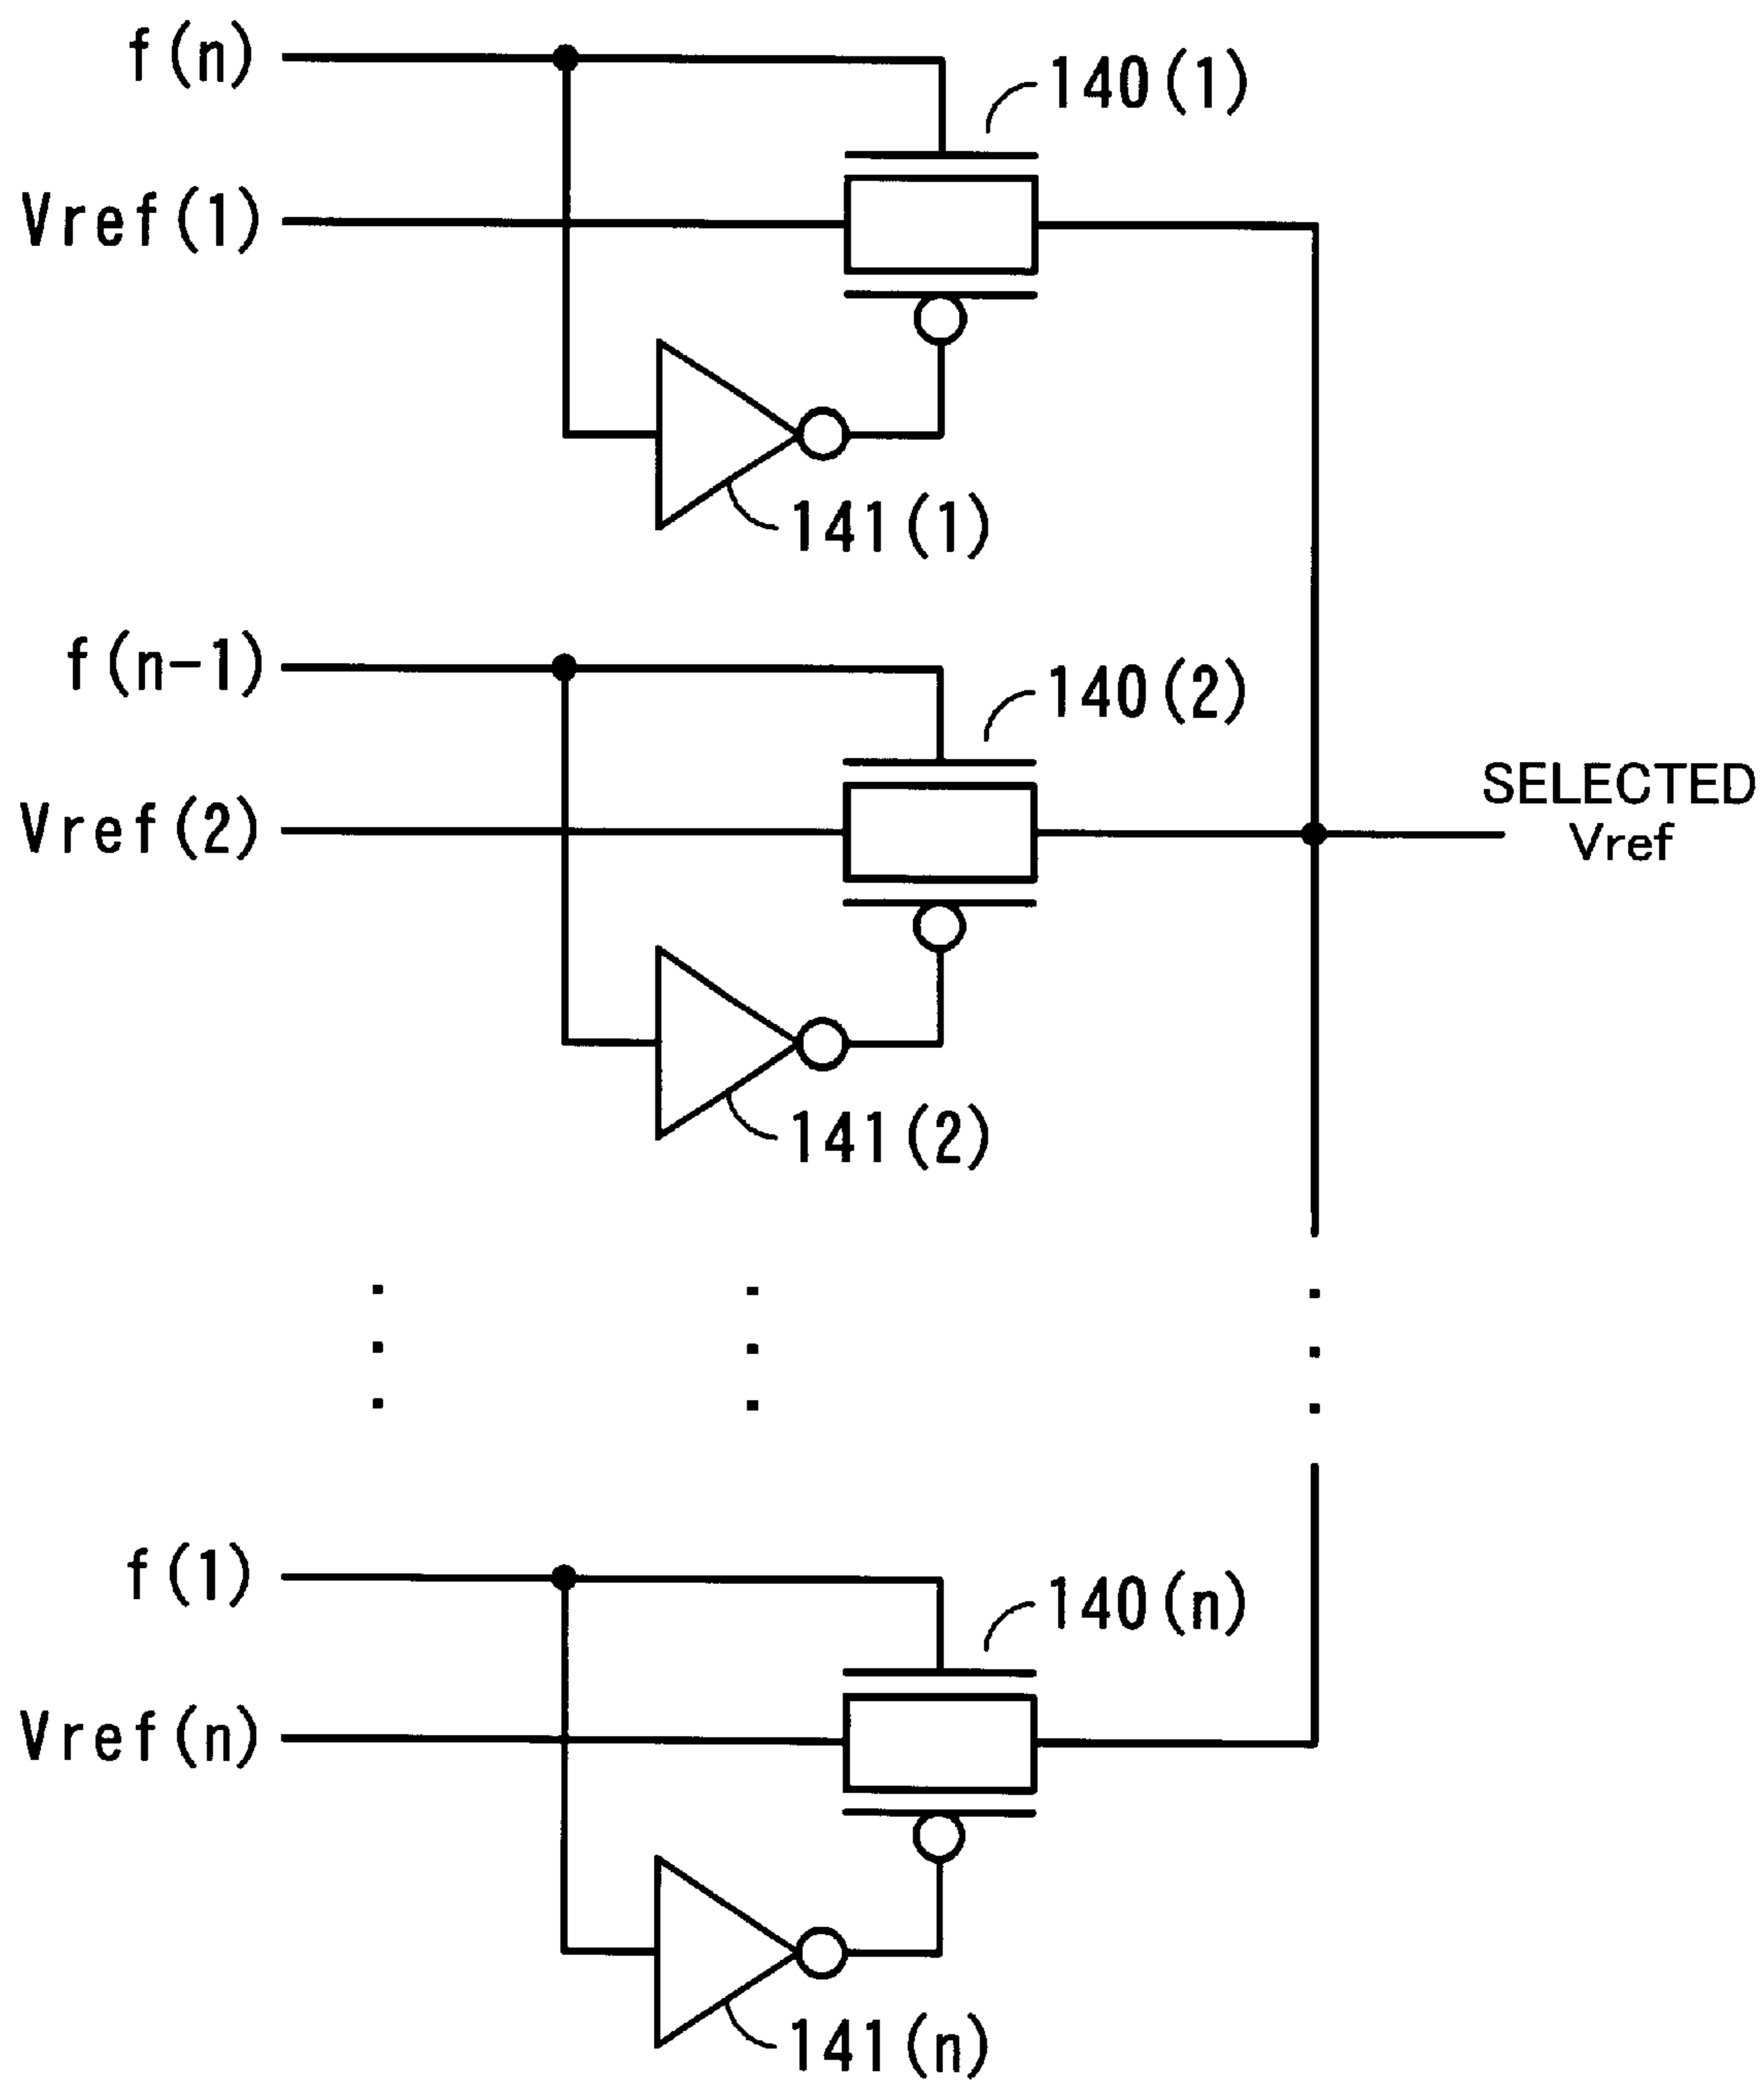 f(n)
140(1)
Vref(1)
141(1)
f(n-1)
140(2)
Vref(2)
SELECTED
Vref
141(2)
f(1)
140(n)
Vref(n)
141(n)